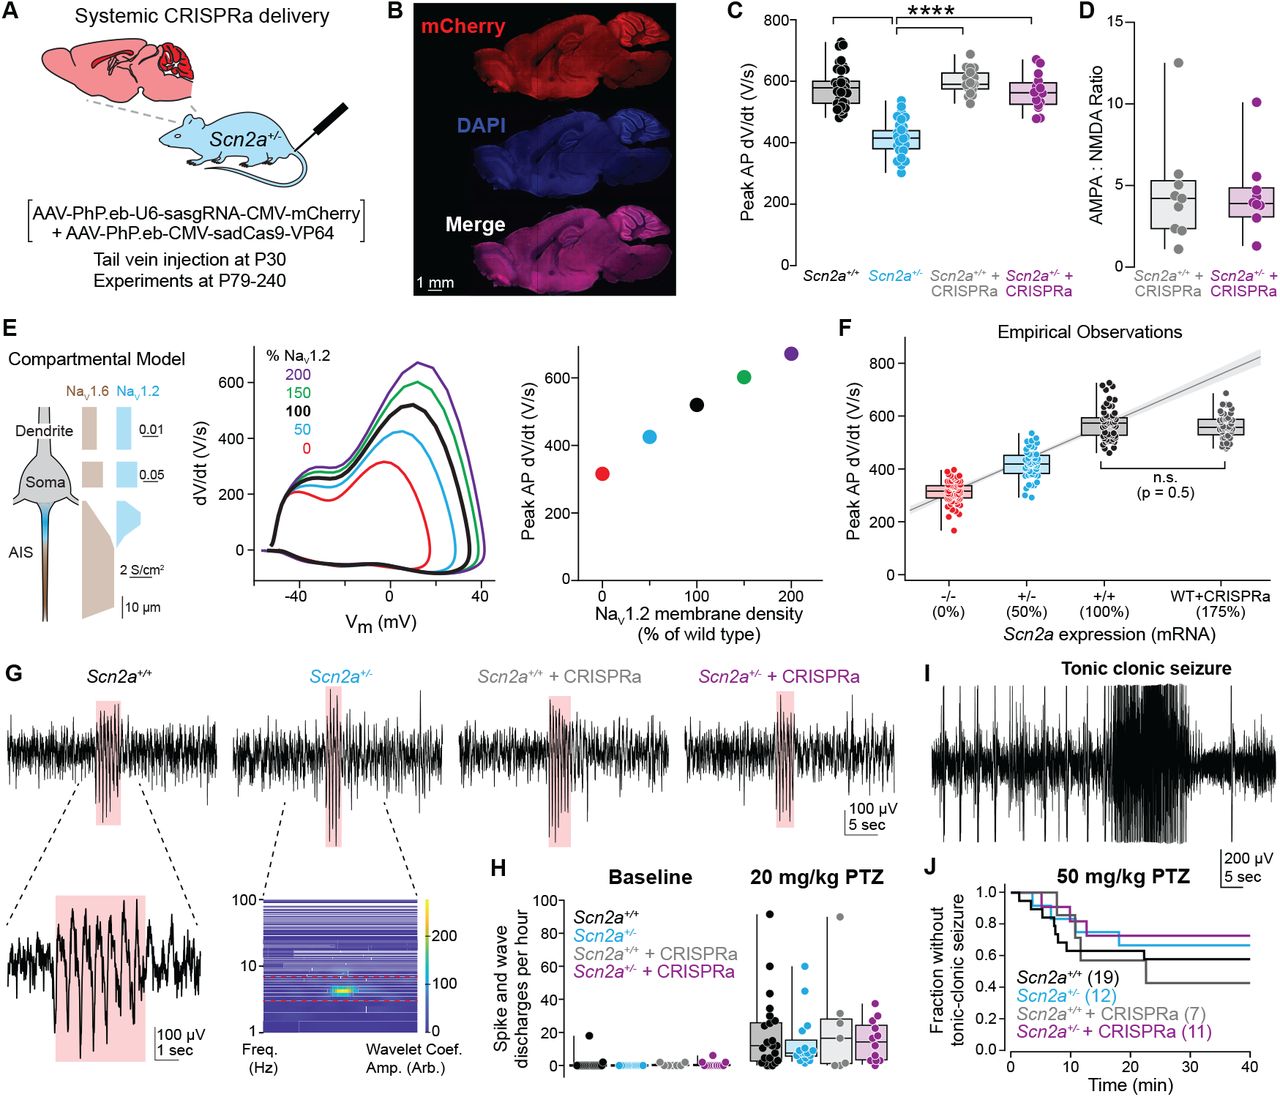 A
Systemic CRISPRa delivery
Scn2a+/-
AAV-PhP.eb-U6-sasgRNA-CMV-mCherry
+ AAV-PhP.eb-CMV-sadCas9-VP64
Tail vein injection at P30
Experiments at P79-240
B
mCherry
DAPI
Merge
1 mm
C
Peak AP dV/dt (V/s)
800
600
400
200
0
****
Scn2a+/+
Scn2a+/-
Scn2a+/+ +
CRISPRa
Scn2a+/- +
CRISPRa
D
AMPA : NMDA Ratio
15
10
5
0
Scn2a+/+ +
CRISPRa
Scn2a+/- +
CRISPRa
E
Compartmental Model
NaV1.6
NaV1.2
Dendrite
0.01
Soma
0.05
AIS
2 S/cm2
10 µm
% NaV1.2
200
150
100
50
0
dV/dt (V/s)
600
400
200
0
-40
0
40
Vm (mV)
Peak AP dV/dt (V/s)
600
400
200
0
0
100
200
NaV1.2 membrane density
(% of wild type)
F
Empirical Observations
Peak AP dV/dt (V/s)
800
600
400
200
0
n.s.
(p = 0.5)
-/-
(0%)
+/-
(50%)
+/+
(100%)
WT+CRISPRa
(175%)
Scn2a expression (mRNA)
G
Scn2a+/+
Scn2a+/-
Scn2a+/+ + CRISPRa
Scn2a+/- + CRISPRa
100 µV
5 sec
100 µV
1 sec
100
10
1
Freq.
(Hz)
200
100
0
Wavelet Coef.
Amp. (Arb.)
H
Baseline
20 mg/kg PTZ
Spike and wave
discharges per hour
100
80
60
40
20
0
Scn2a+/+
Scn2a+/-
Scn2a+/+ + CRISPRa
Scn2a+/- + CRISPRa
I
Tonic clonic seizure
200 µV
5 sec
J
50 mg/kg PTZ
Fraction without
tonic-clonic seizure
1.0
0.8
0.6
0.4
0.2
0.0
Scn2a+/+ (19)
Scn2a+/- (12)
Scn2a+/+ + CRISPRa (7)
Scn2a+/- + CRISPRa (11)
0
10
20
30
40
Time (min)